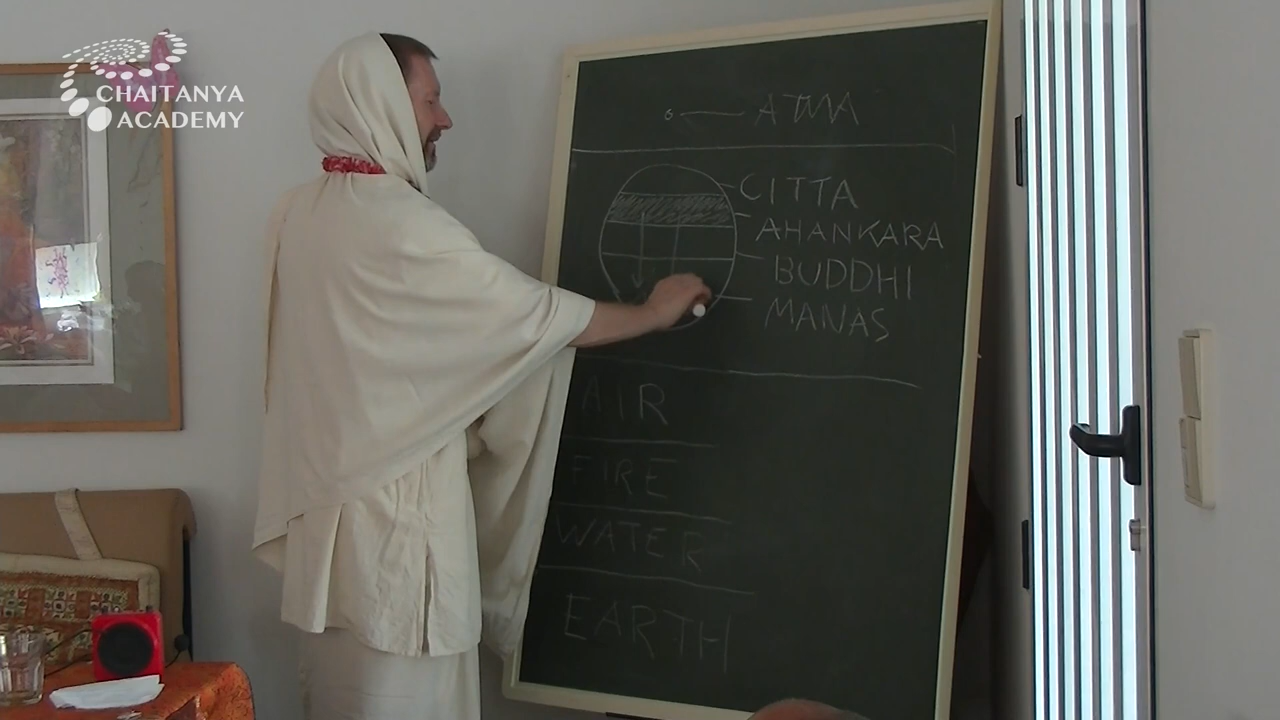 CHAITANYA
ACADEMY
ATMA
CITTA
AHANKARA
BUDDHI
MANAS
AIR
FIRE
WATER
EARTH